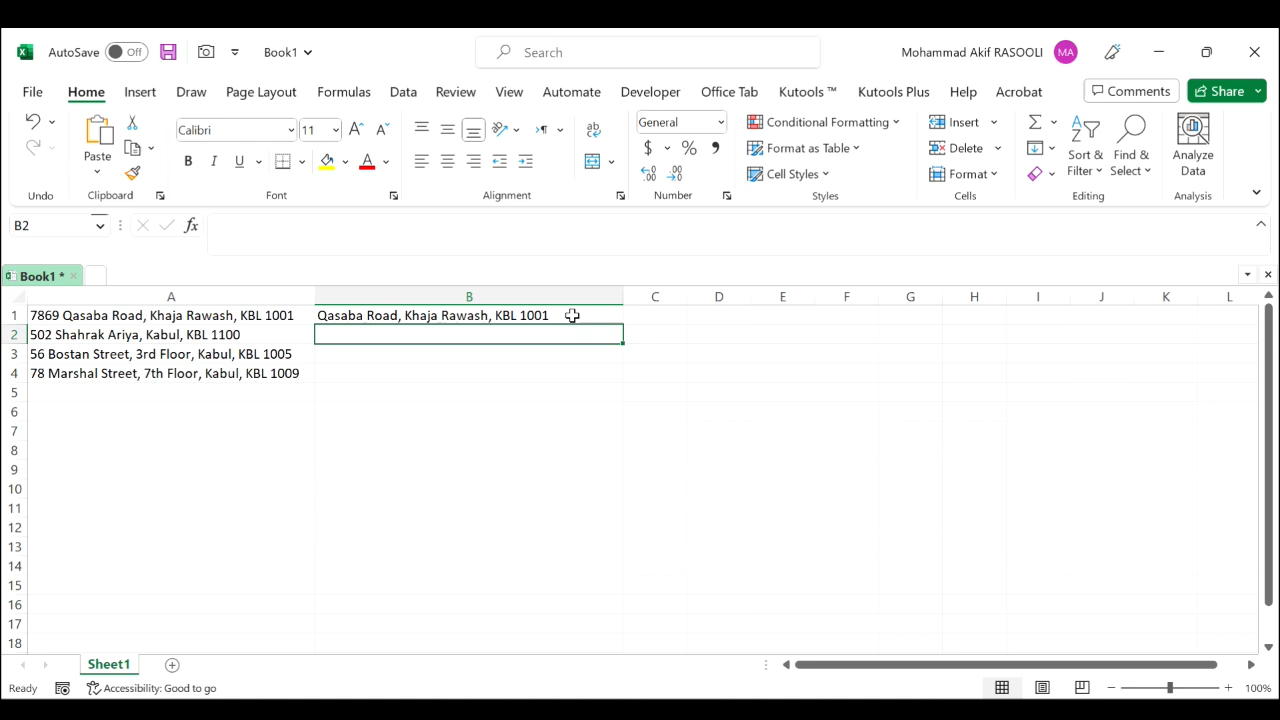 AutoSave Off Book1 Search Mohammad Akif RASOOLI MA
File Home Insert Draw Page Layout Formulas Data Review View Automate Developer Office Tab Kutools ™ Kutools Plus Help Acrobat Comments Share
Calibri 11 General Conditional Formatting Insert
Paste Format as Table Delete Sort & Find & Analyze
Cell Styles Format Filter Select Data
Undo Clipboard Font Alignment Number Styles Cells Editing Analysis
B2 fx
Book1 *
A B C D E F G H I J K L
1 7869 Qasaba Road, Khaja Rawash, KBL 1001 Qasaba Road, Khaja Rawash, KBL 1001
2 502 Shahrak Ariya, Kabul, KBL 1100
3 56 Bostan Street, 3rd Floor, Kabul, KBL 1005
4 78 Marshal Street, 7th Floor, Kabul, KBL 1009
5
6
7
8
9
10
11
12
13
14
15
16
17
18
Sheet1
Ready Accessibility: Good to go 100%